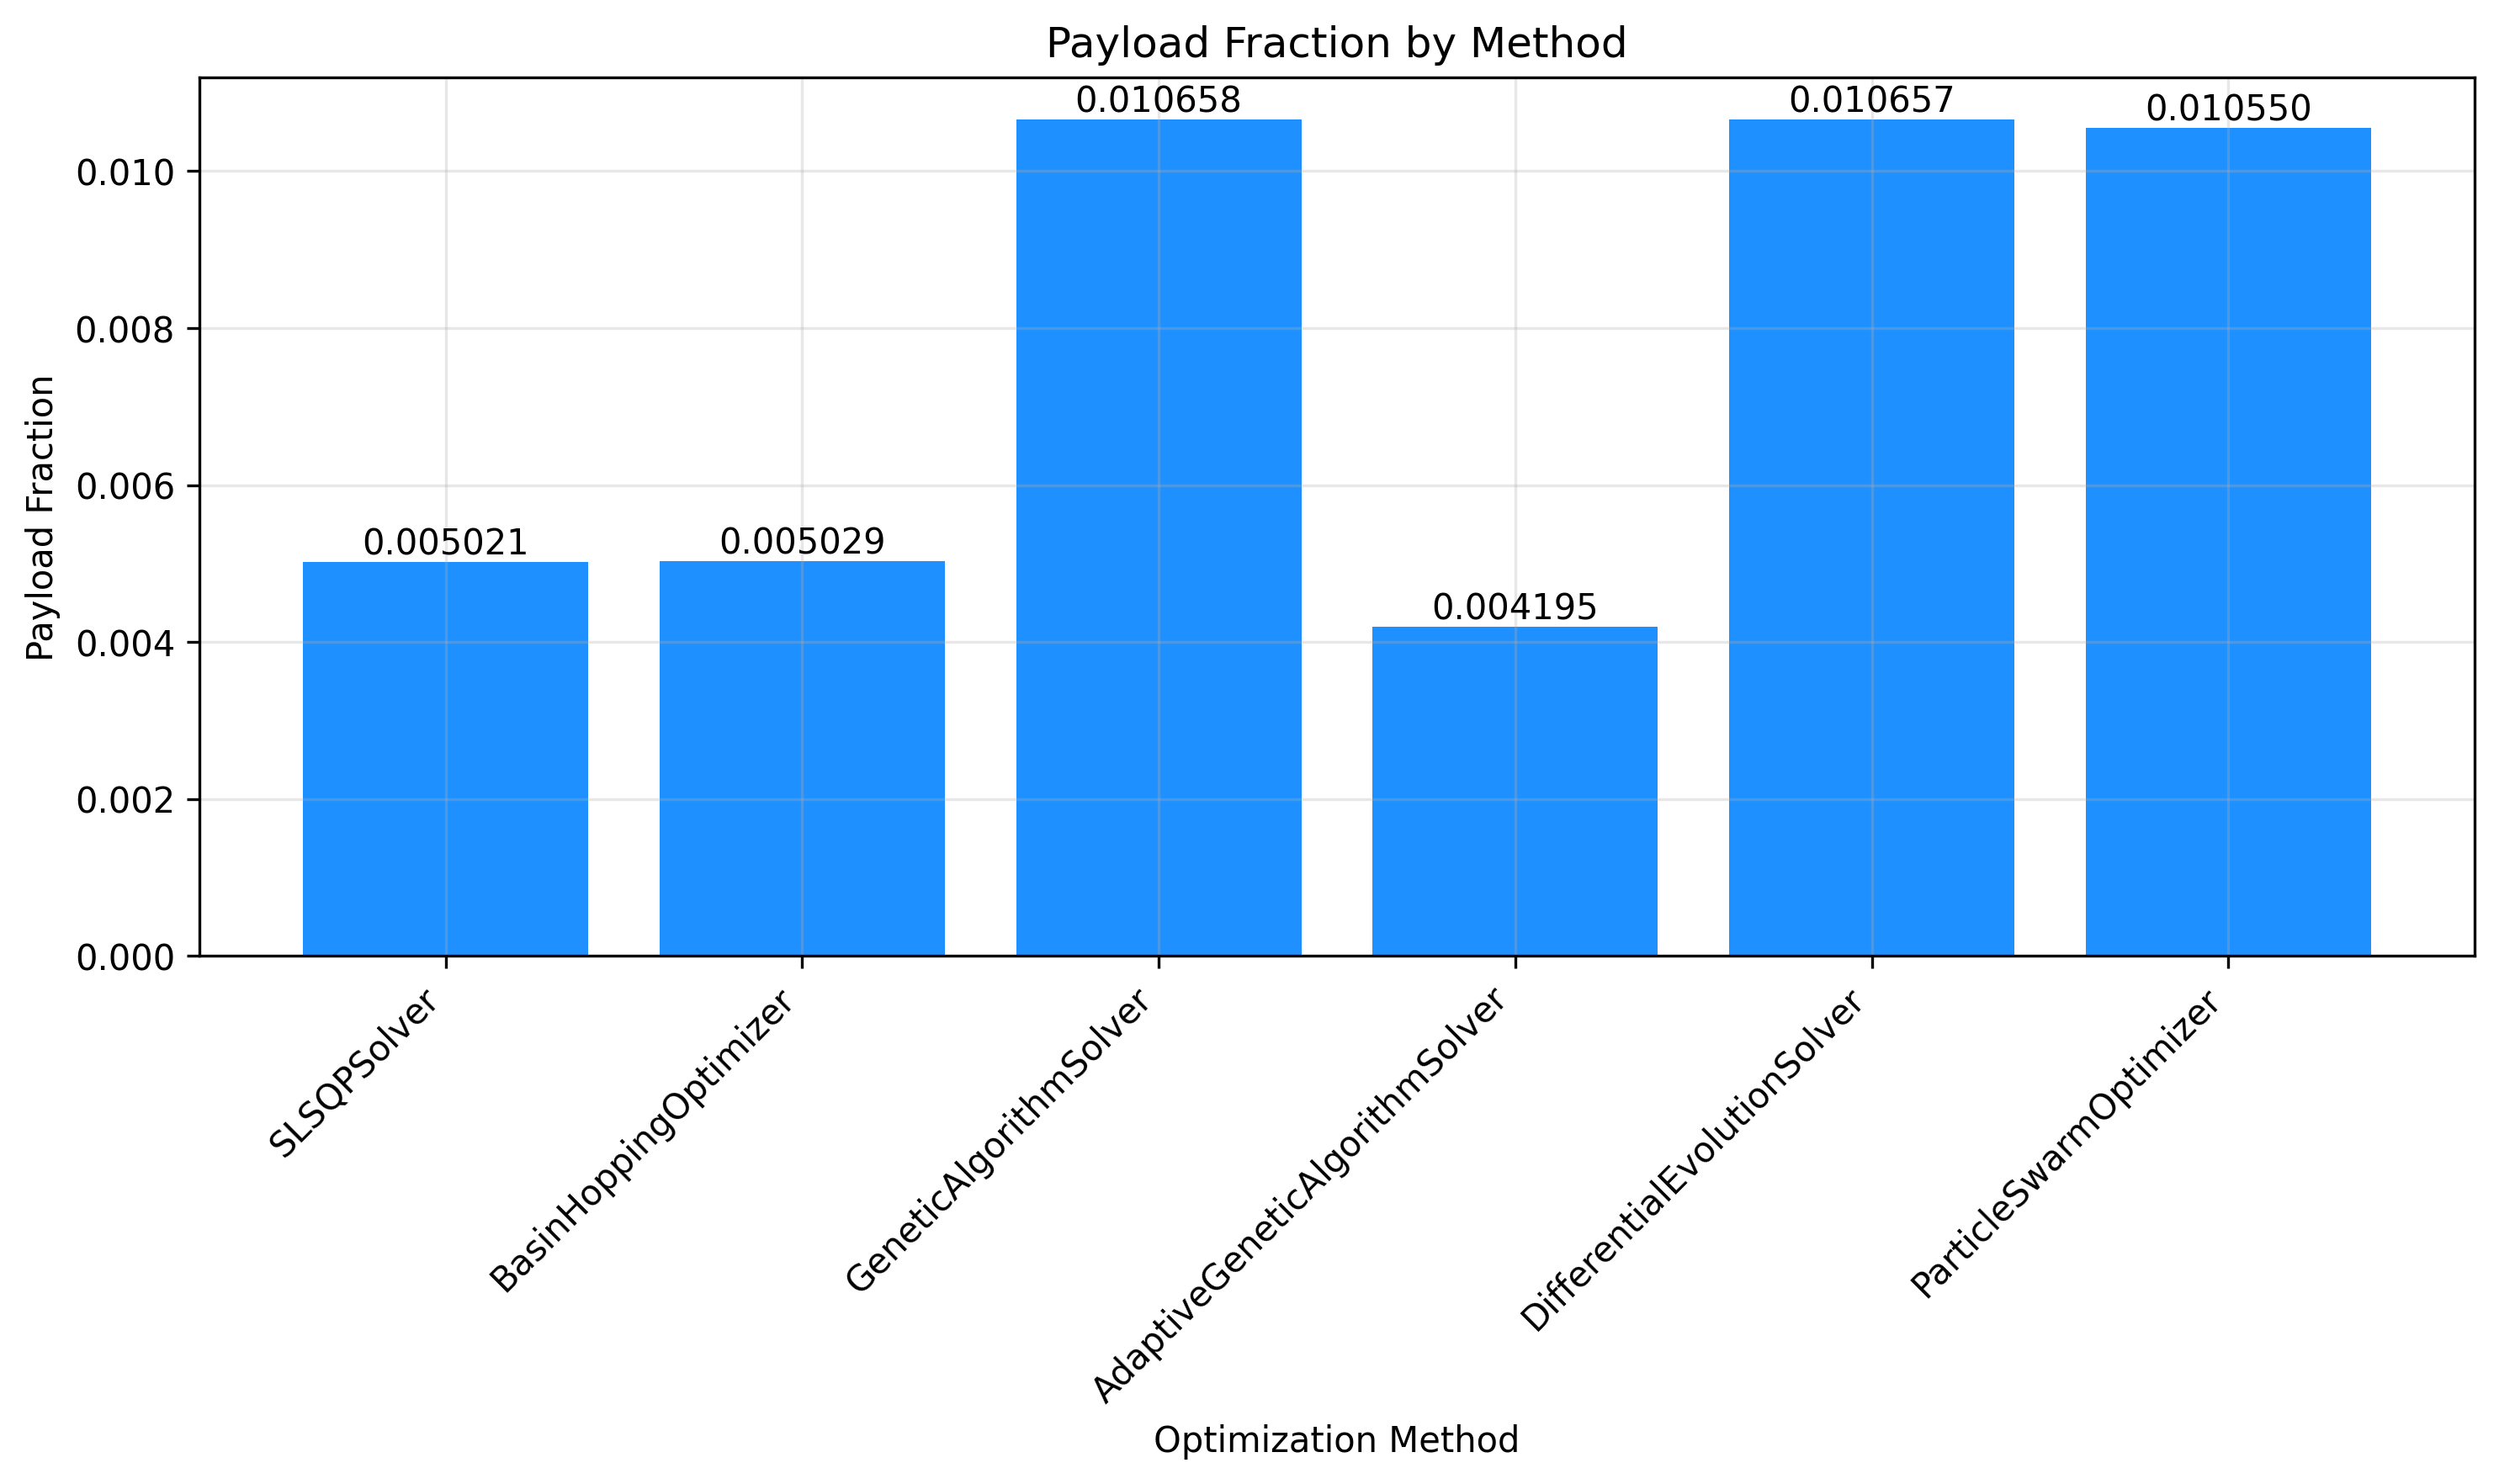 Payload Fraction by Method
Payload Fraction
0.010
0.008
0.006
0.004
0.002
0.000
0.005021
0.005029
0.010658
0.004195
0.010657
0.010550
SLSQPSolver
BasinHoppingOptimizer
GeneticAlgorithmSolver
AdaptiveGeneticAlgorithmSolver
DifferentialEvolutionSolver
ParticleSwarmOptimizer
Optimization Method